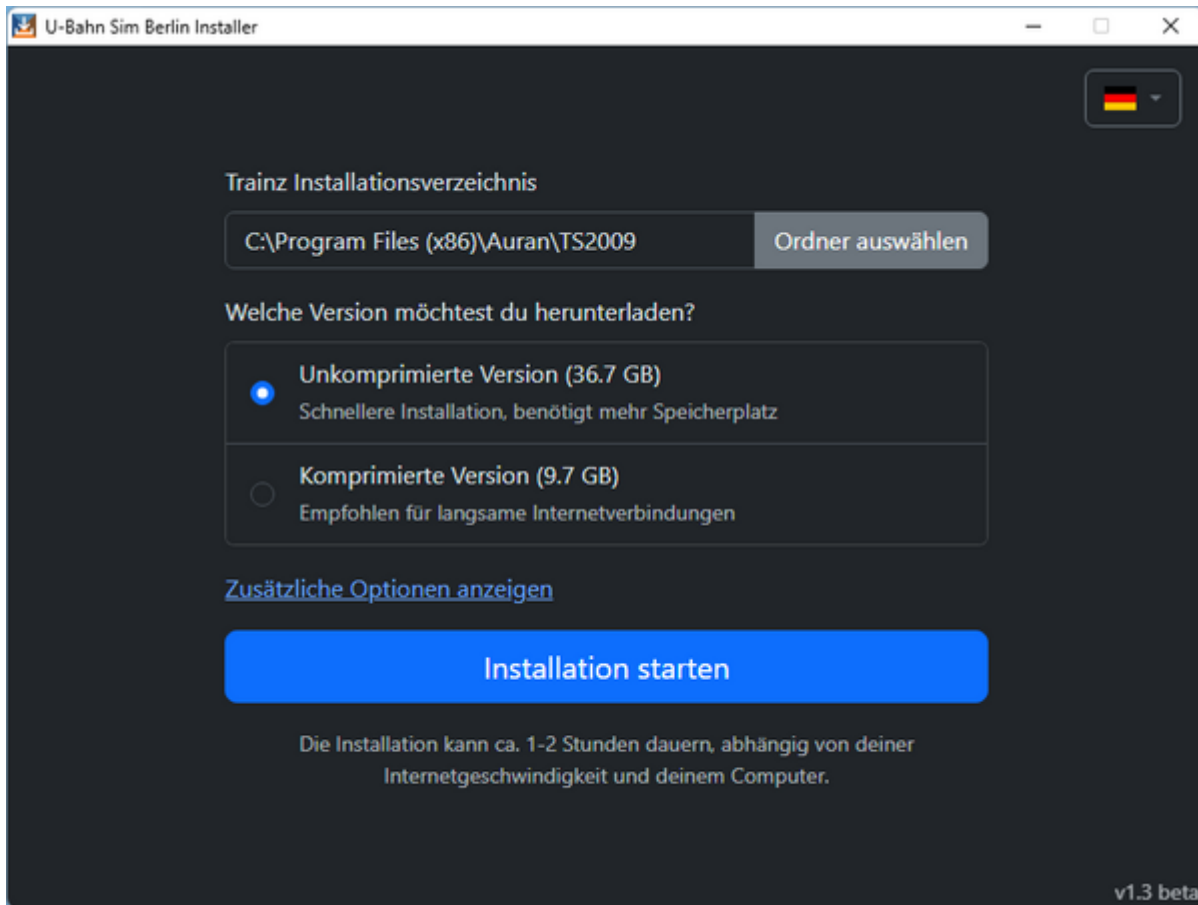 U-Bahn Sim Berlin Installer
Trainz Installationsverzeichnis
C:\Program Files (x86)\Auran\TS2009
Ordner auswählen
Welche Version möchtest du herunterladen?
Unkomprimierte Version (36.7 GB)
Schnellere Installation, benötigt mehr Speicherplatz
Komprimierte Version (9.7 GB)
Empfohlen für langsame Internetverbindungen
Zusätzliche Optionen anzeigen
Installation starten
Die Installation kann ca. 1-2 Stunden dauern, abhängig von deiner
Internetgeschwindigkeit und deinem Computer.
v1.3 beta